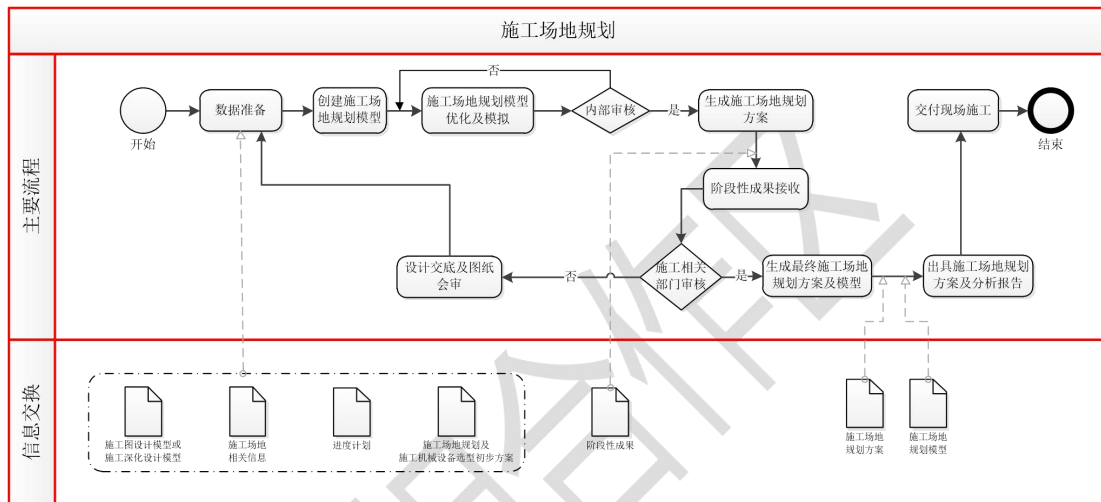 施工场地规划
主要流程
开始
数据准备
创建施工场
地规划模型
否
施工场地规划模型
优化及模拟
内部审核
是
生成施工场地规划
方案
交付现场施工
结束
阶段性成果接收
设计交底及图纸
会审
否
施工相关
部门审核
是
生成最终施工场地
规划方案及模型
出具施工场地规划
方案及分析报告
信息交换
施工图设计模型或
施工深化设计模型
施工场地
相关信息
进度计划
施工场地规划及
施工机械设备选型初步方案
阶段性成果
施工场地
规划方案
施工场地
规划模型
合作区